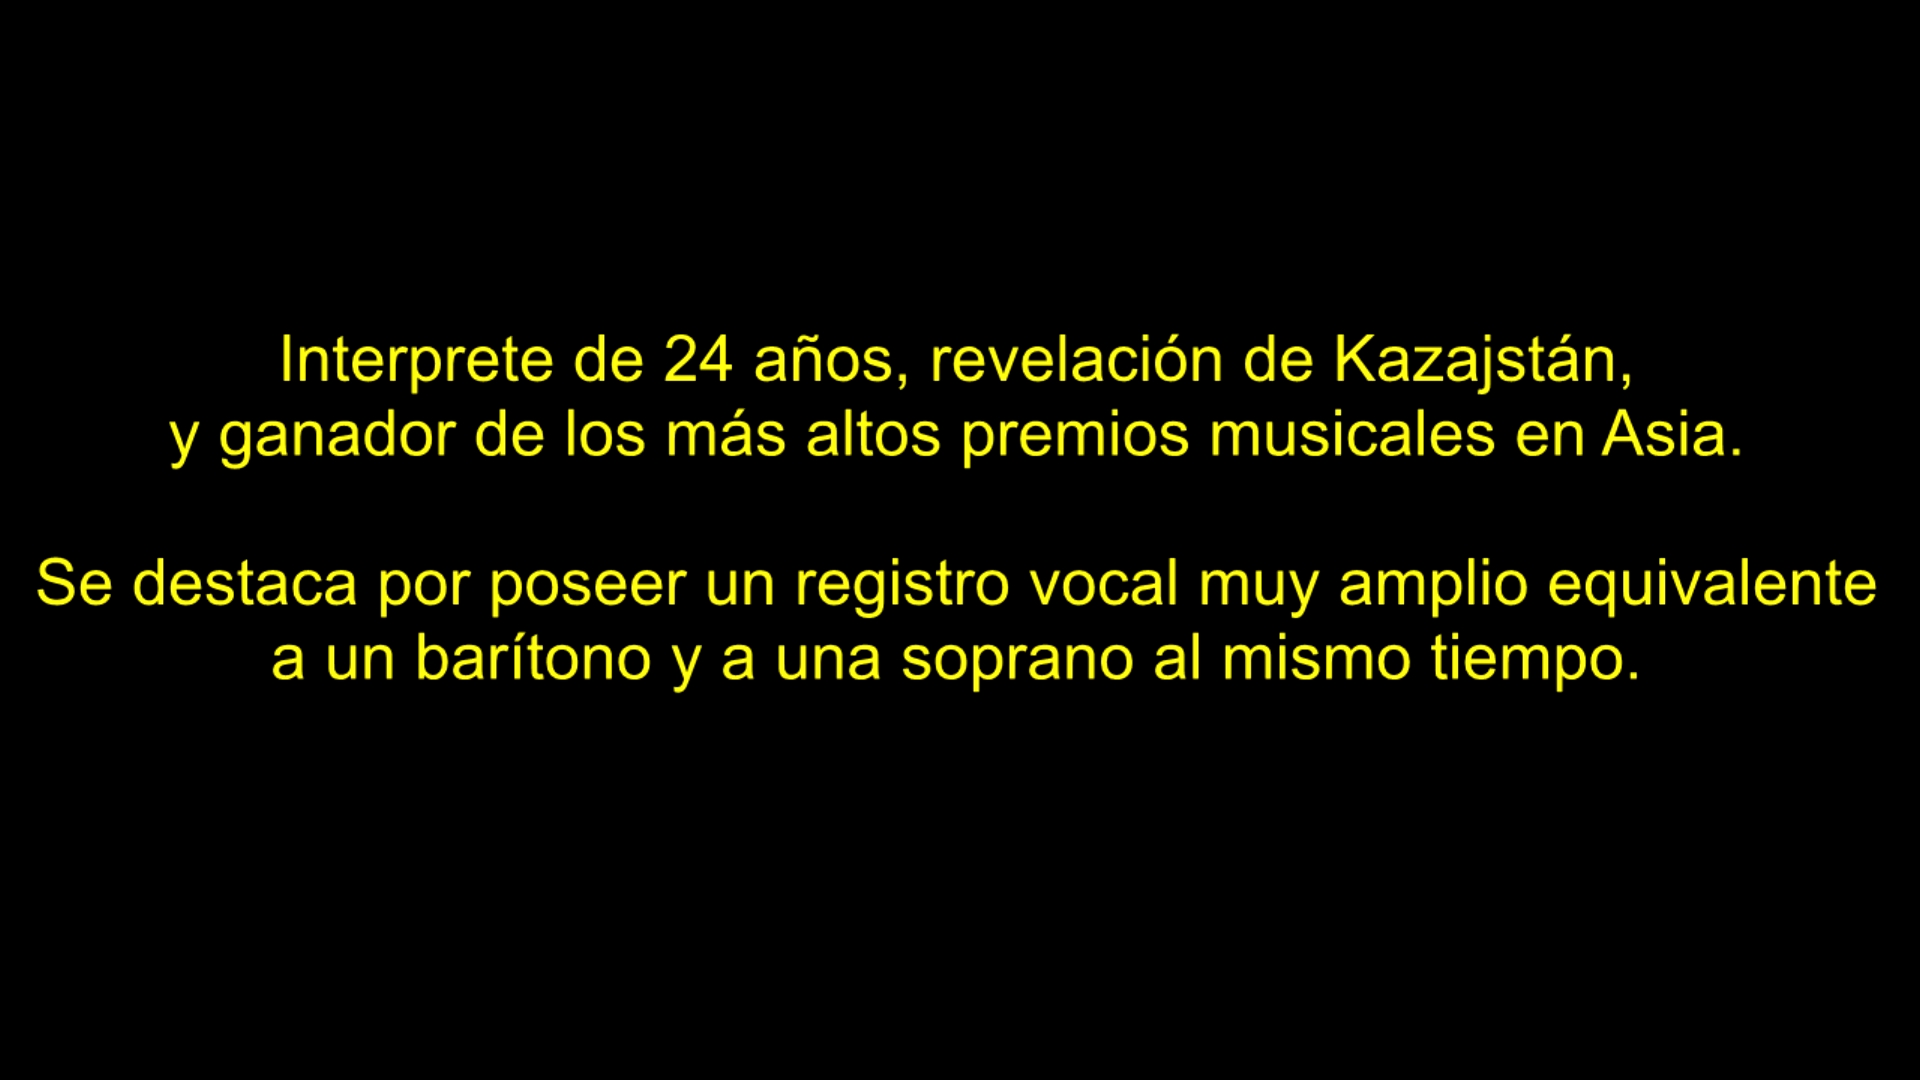 Interprete de 24 años, revelación de Kazajstán,
y ganador de los más altos premios musicales en Asia.
Se destaca por poseer un registro vocal muy amplio equivalente
a un barítono y a una soprano al mismo tiempo.